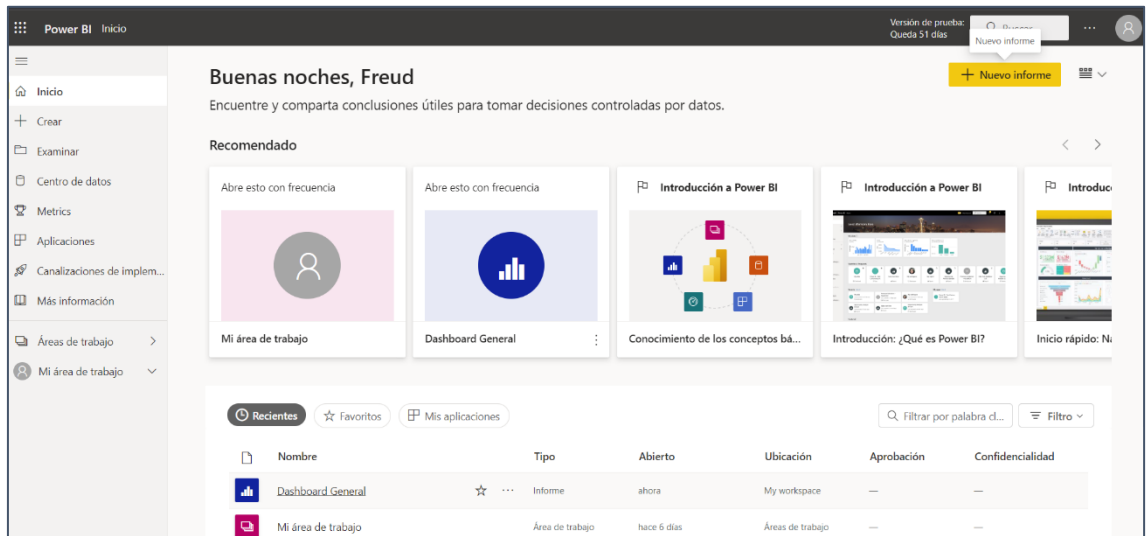 Power BI Inicio
Versión de prueba:
Queda 51 días
Nuevo informe
Inicio
Crear
Examinar
Centro de datos
Metrics
Aplicaciones
Canalizaciones de implem...
Más información
Áreas de trabajo
Mi área de trabajo
Buenas noches, Freud
Nuevo informe
Encuentre y comparta conclusiones útiles para tomar decisiones controladas por datos.
Recomendado
Abre esto con frecuencia
Mi área de trabajo
Abre esto con frecuencia
Dashboard General
Introducción a Power BI
Conocimiento de los conceptos bá...
Introducción a Power BI
Introducción: ¿Qué es Power BI?
Inicio rápido:
Recientes Favoritos Mis aplicaciones
Filtrar por palabra cl... Filtro
Nombre Tipo Abierto Ubicación Aprobación Confidencialidad
Dashboard General ... Informe ahora My workspace — —
Mi área de trabajo Área de trabajo hace 6 días Áreas de trabajo — —